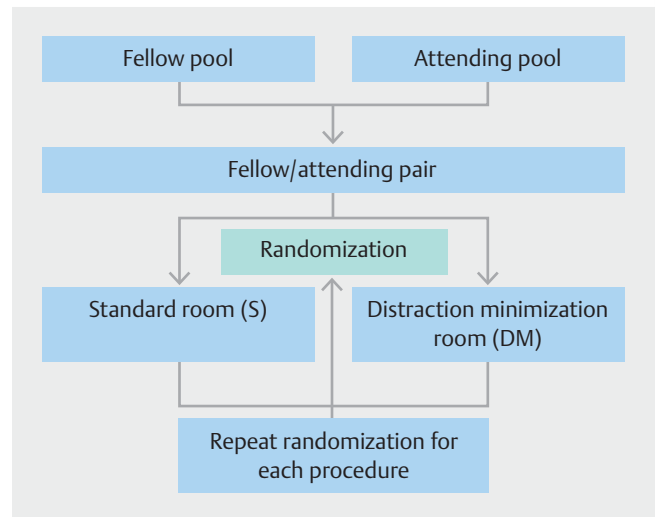 Fellow pool
Attending pool
Fellow/attending pair
Randomization
Standard room (S)
Distraction minimization
room (DM)
Repeat randomization for
each procedure